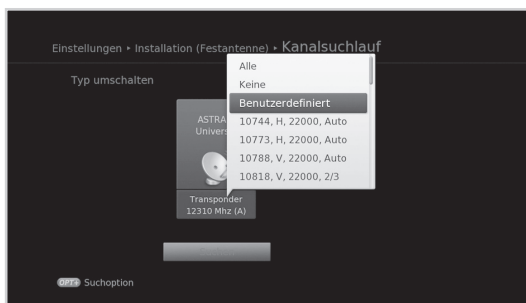 Einstellungen ▸ Installation (Festantenne) ▸ Kanalsuchlauf
Typ umschalten
Alle
Keine
Benutzerdefiniert
10744, H, 22000, Auto
10773, H, 22000, Auto
10788, V, 22000, Auto
10818, V, 22000, 2/3
ASTRA
Univers
Transponder
12310 Mhz (A)
OPT+ Suchoption